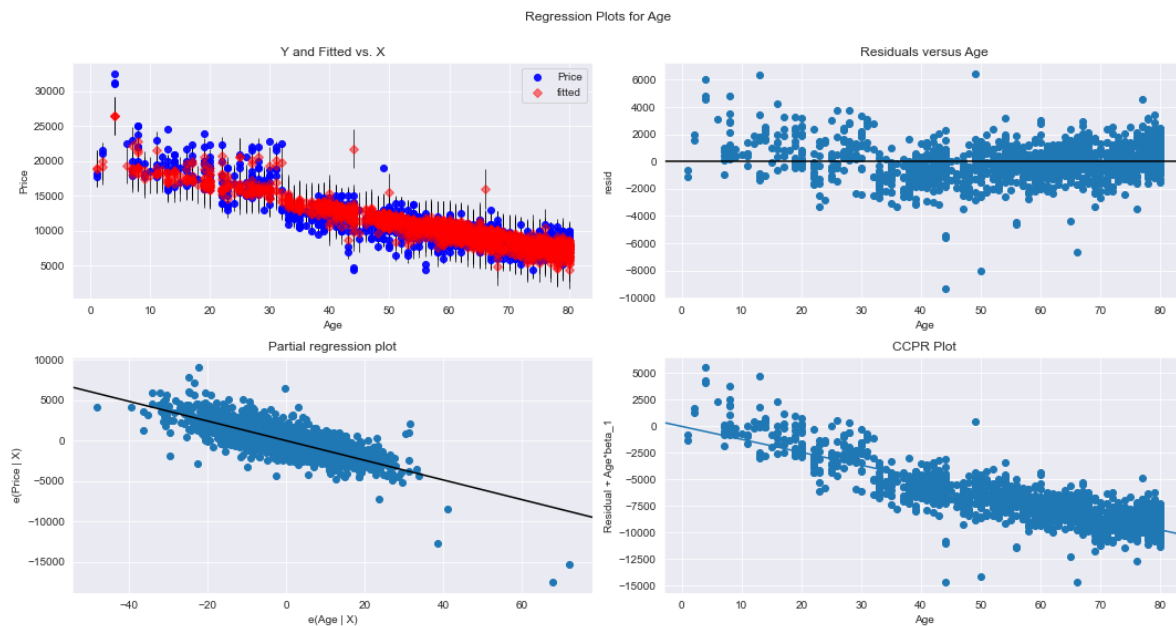 Regression Plots for Age
Y and Fitted vs. X
Price
fitted
30000
25000
20000
15000
10000
5000
Price
0 10 20 30 40 50 60 70 80
Age
Residuals versus Age
6000
4000
2000
0
−2000
−4000
−6000
−8000
−10000
resid
0 10 20 30 40 50 60 70 80
Age
Partial regression plot
10000
5000
0
−5000
−10000
−15000
e(Price | X)
−40 −20 0 20 40 60
e(Age | X)
CCPR Plot
5000
2500
0
−2500
−5000
−7500
−10000
−12500
−15000
Residual + Age*beta_1
0 10 20 30 40 50 60 70 80
Age